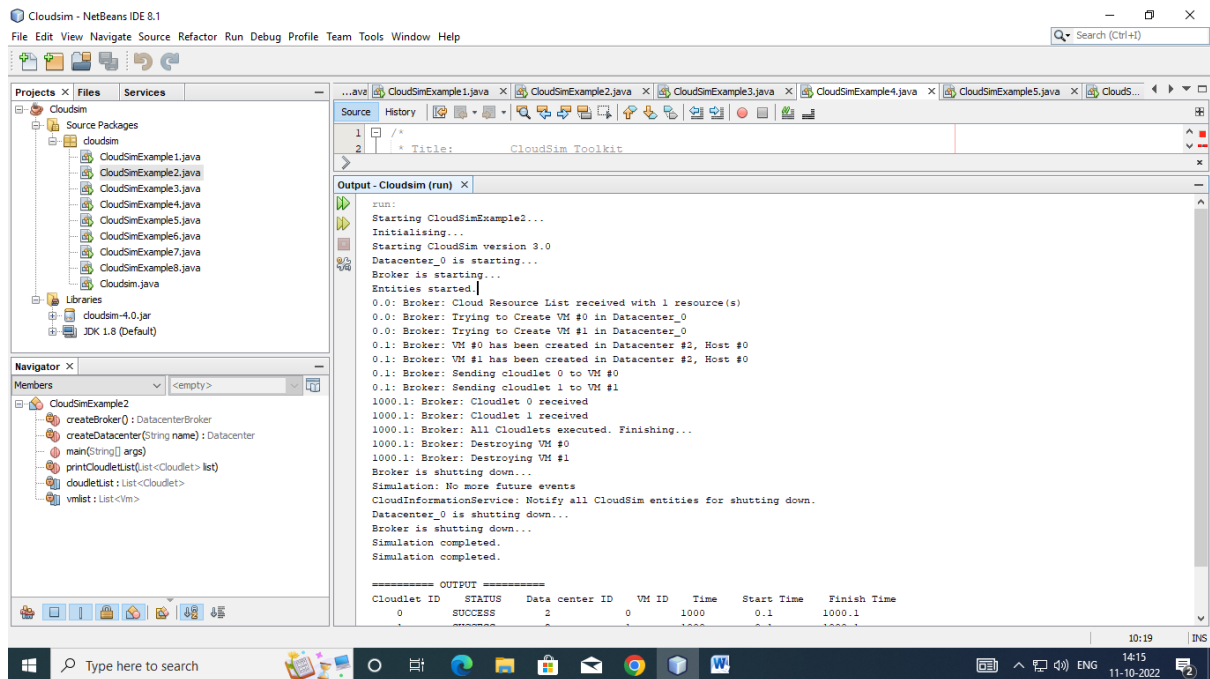 Cloudsim - NetBeans IDE 8.1
File Edit View Navigate Source Refactor Run Debug Profile Team Tools Window Help
Search (Ctrl+I)
Projects Files Services
...ava CloudSimExample1.java CloudSimExample2.java CloudSimExample3.java CloudSimExample4.java CloudSimExample5.java CloudS...
Cloudsim
Source Packages
cloudsim
CloudSimExample1.java
CloudSimExample2.java
CloudSimExample3.java
CloudSimExample4.java
CloudSimExample5.java
CloudSimExample6.java
CloudSimExample7.java
CloudSimExample8.java
Cloudsim.java
Libraries
cloudsim-4.0.jar
JDK 1.8 (Default)
Navigator
Members <empty>
CloudSimExample2
createBroker() : DatacenterBroker
createDatacenter(String name) : Datacenter
main(String[] args)
printCloudletList(List<Cloudlet> list)
cloudletList : List<Cloudlet>
vmlist : List<Vm>
Source History
1 /*
2 * Title: CloudSim Toolkit
Output - Cloudsim (run)
run:
Starting CloudSimExample2...
Initialising...
Starting CloudSim version 3.0
Datacenter_0 is starting...
Broker is starting...
Entities started.
0.0: Broker: Cloud Resource List received with 1 resource(s)
0.0: Broker: Trying to Create VM #0 in Datacenter_0
0.0: Broker: Trying to Create VM #1 in Datacenter_0
0.1: Broker: VM #0 has been created in Datacenter #2, Host #0
0.1: Broker: VM #1 has been created in Datacenter #2, Host #0
0.1: Broker: Sending cloudlet 0 to VM #0
0.1: Broker: Sending cloudlet 1 to VM #1
1000.1: Broker: Cloudlet 0 received
1000.1: Broker: Cloudlet 1 received
1000.1: Broker: All Cloudlets executed. Finishing...
1000.1: Broker: Destroying VM #0
1000.1: Broker: Destroying VM #1
Broker is shutting down...
Simulation: No more future events
CloudInformationService: Notify all CloudSim entities for shutting down.
Datacenter_0 is shutting down...
Broker is shutting down...
Simulation completed.
Simulation completed.
========== OUTPUT ==========
Cloudlet ID STATUS Data center ID VM ID Time Start Time Finish Time
0 SUCCESS 2 0 1000 0.1 1000.1
10:19 INS
Type here to search
ENG
14:15
11-10-2022
2